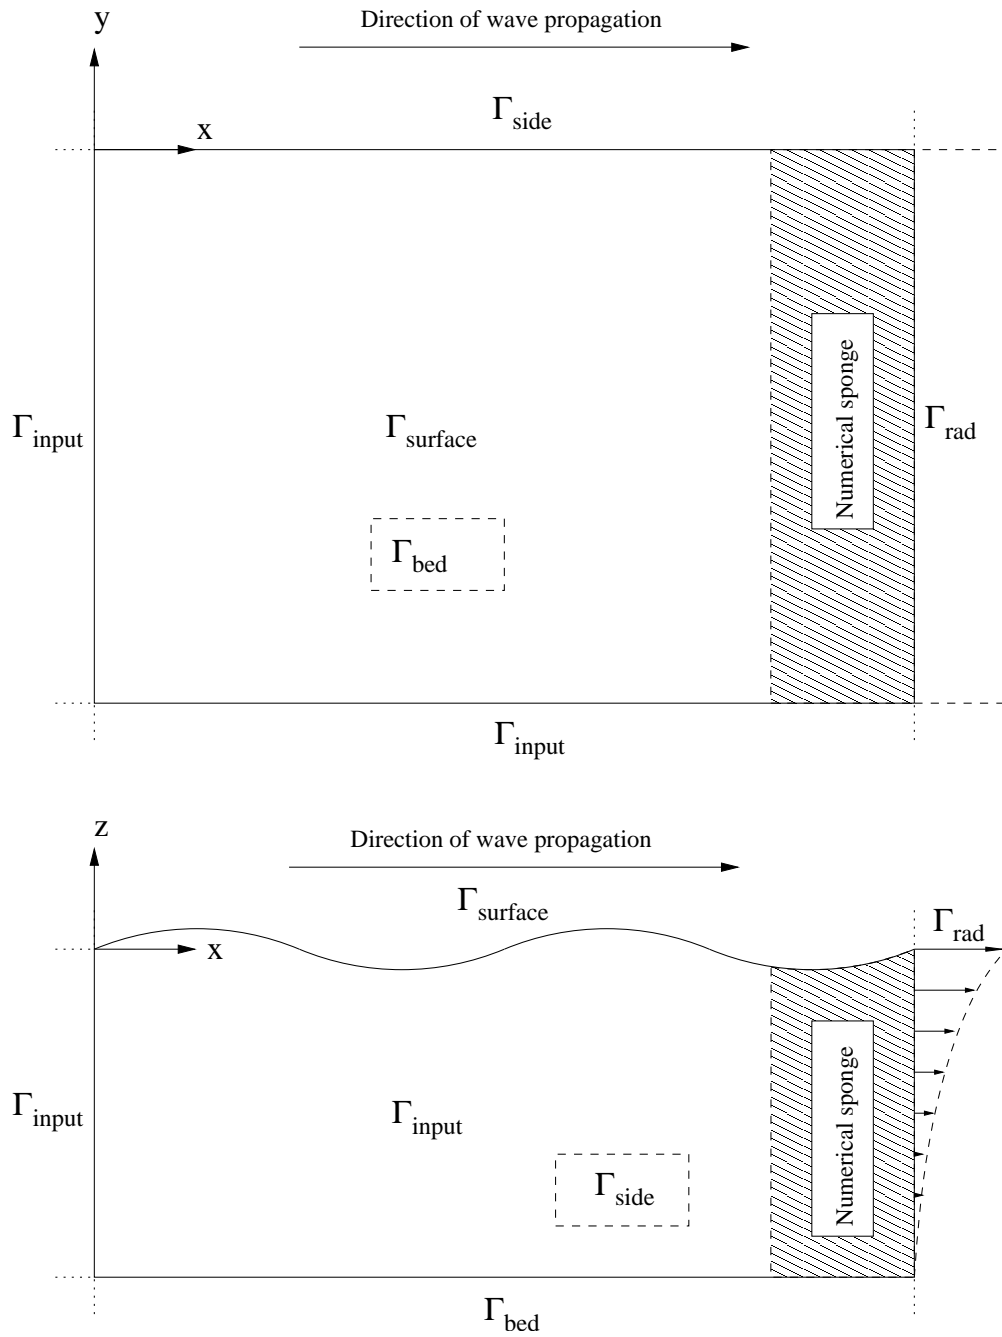 y
Direction of wave propagation
Γside
x
Γinput
Γsurface
Numerical sponge
Γrad
Γbed
Γinput
z
Direction of wave propagation
Γsurface
Γrad
x
Numerical sponge
Γinput
Γinput
Γside
Γbed